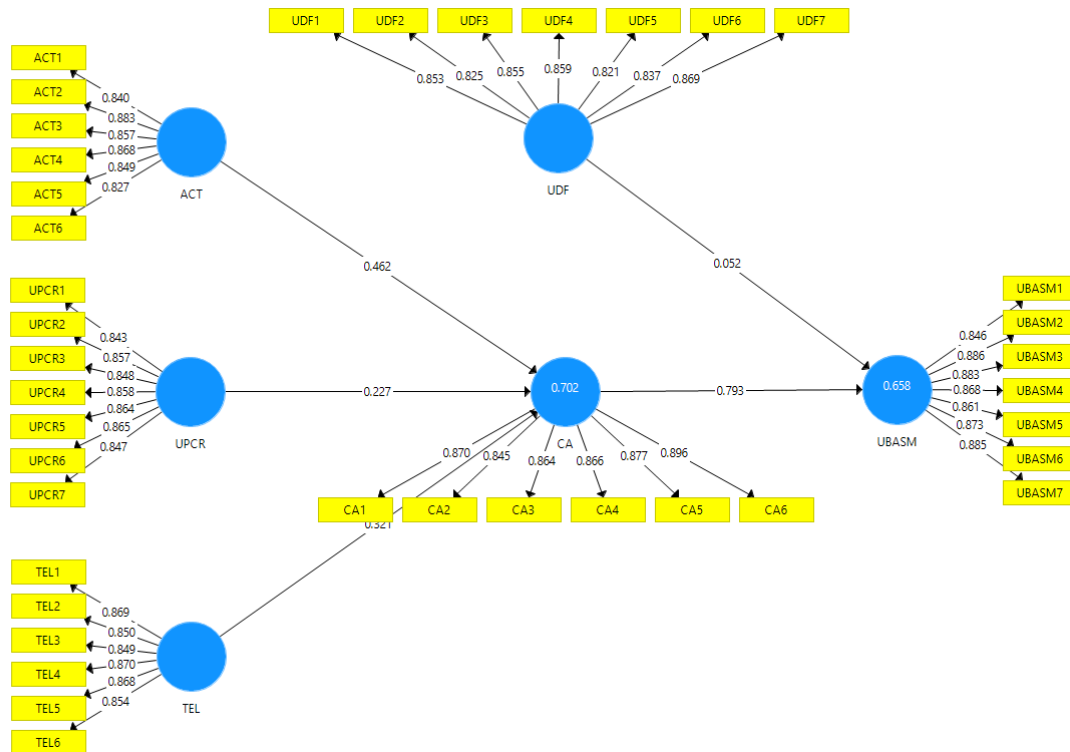 UDF1
UDF2
UDF3
UDF4
UDF5
UDF6
UDF7
0.853
0.825
0.855
0.859
0.821
0.837
0.869
UDF
ACT1
ACT2
ACT3
ACT4
ACT5
ACT6
0.840
0.883
0.857
0.868
0.849
0.827
ACT
0.462
0.052
UPCR1
UPCR2
UPCR3
UPCR4
UPCR5
UPCR6
UPCR7
0.843
0.857
0.848
0.858
0.864
0.865
0.847
UPCR
0.227
0.702
CA
0.793
0.658
UBASM
0.846
0.886
0.883
0.868
0.861
0.873
0.885
UBASM1
UBASM2
UBASM3
UBASM4
UBASM5
UBASM6
UBASM7
0.870
0.845
0.864
0.866
0.877
0.896
CA1
CA2
CA3
CA4
CA5
CA6
0.321
TEL1
TEL2
TEL3
TEL4
TEL5
TEL6
0.869
0.850
0.849
0.870
0.868
0.854
TEL